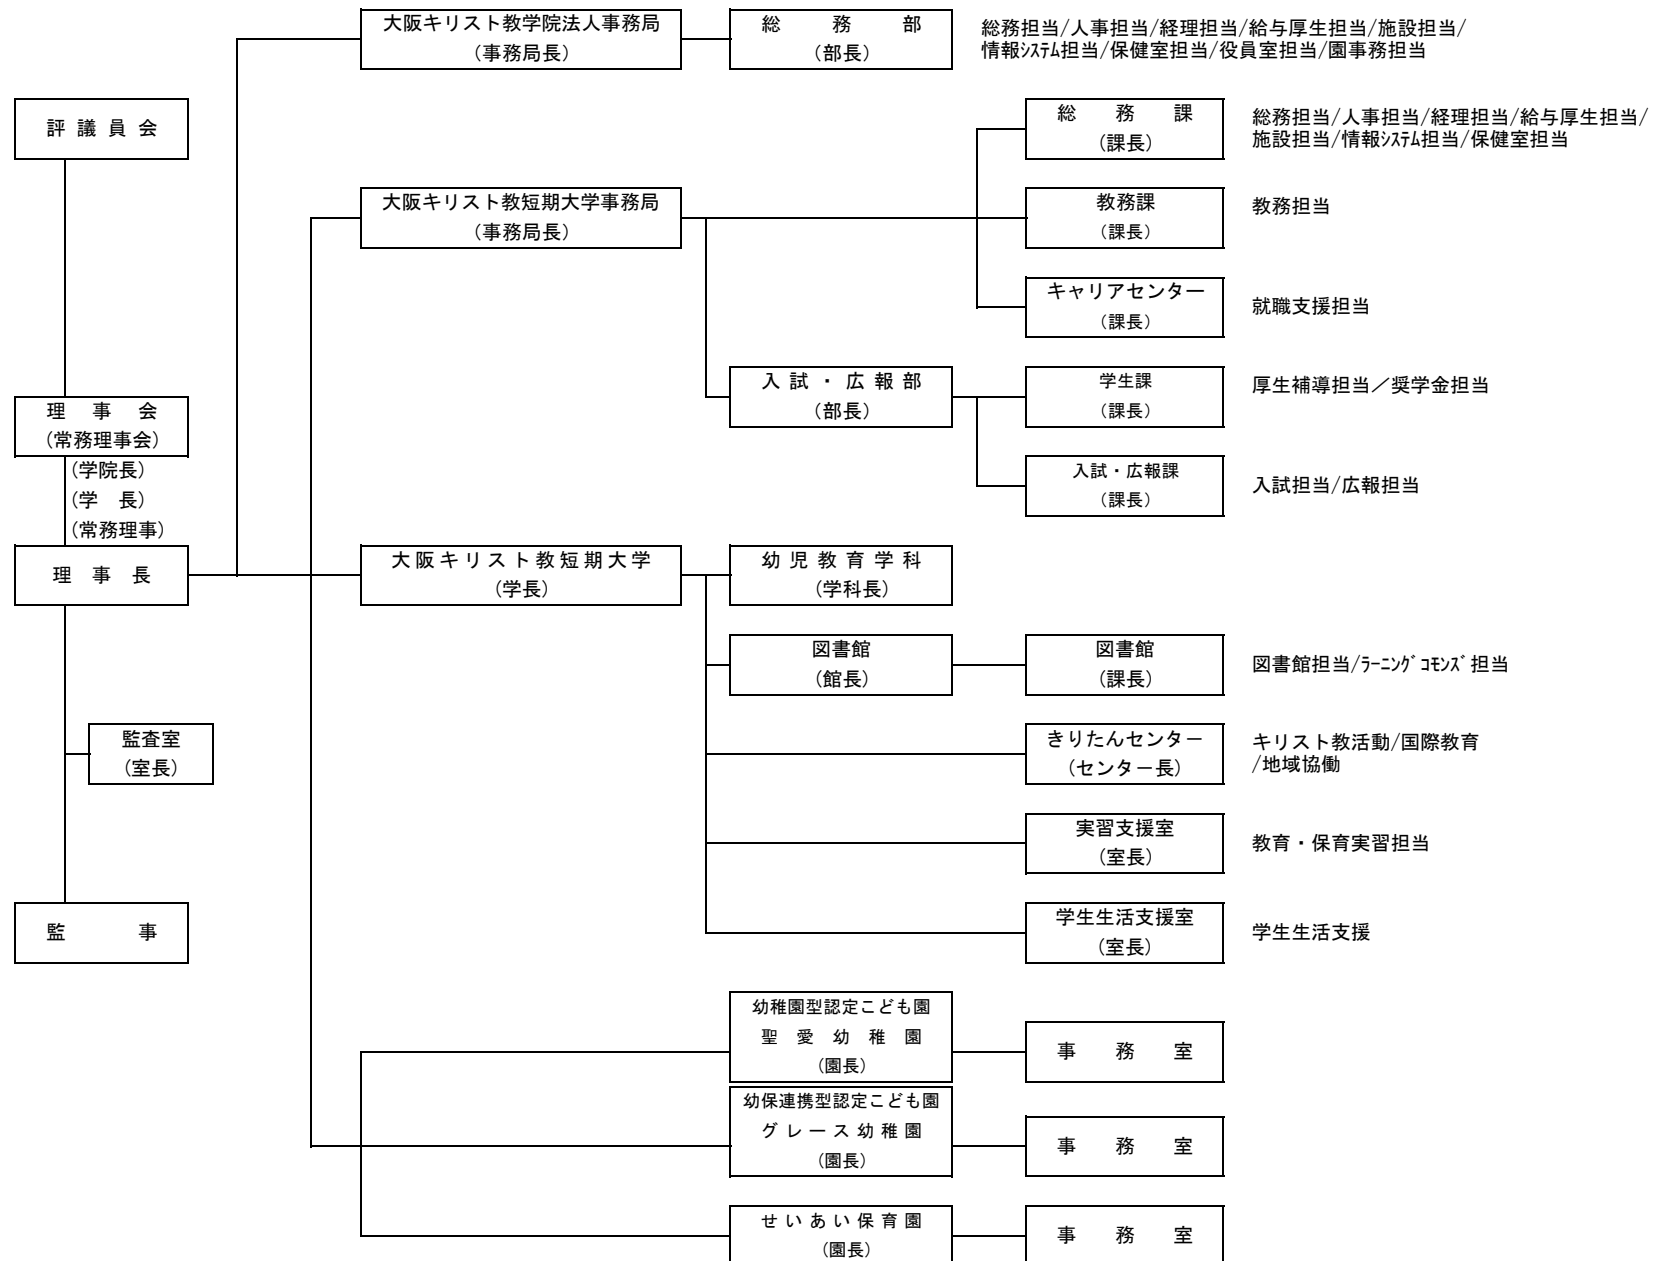 大阪キリスト教学院法人事務局
(事務局長)
総務部
(部長)
総務担当/人事担当/経理担当/給与厚生担当/施設担当/
情報ｼｽﾃﾑ担当/保健室担当/役員室担当/園事務担当
評議員会
総務課
(課長)
総務担当/人事担当/経理担当/給与厚生担当/
施設担当/情報ｼｽﾃﾑ担当/保健室担当
大阪キリスト教短期大学事務局
(事務局長)
教務課
(課長)
教務担当
キャリアセンター
(課長)
就職支援担当
入試・広報部
(部長)
学生課
(課長)
厚生補導担当／奨学金担当
理事会
(常務理事会)
(学院長)
(学　長)
(常務理事)
入試・広報課
(課長)
入試担当/広報担当
理事長
大阪キリスト教短期大学
(学長)
幼児教育学科
(学科長)
図書館
(館長)
図書館
(課長)
図書館担当/ﾗｰﾆﾝｸﾞｺﾓﾝｽﾞ担当
監査室
(室長)
きりたんセンター
(センター長)
キリスト教活動/国際教育
/地域協働
実習支援室
(室長)
教育・保育実習担当
監事
学生生活支援室
(室長)
学生生活支援
幼稚園型認定こども園
聖愛幼稚園
(園長)
事務室
幼保連携型認定こども園
グレース幼稚園
(園長)
事務室
せいあい保育園
(園長)
事務室